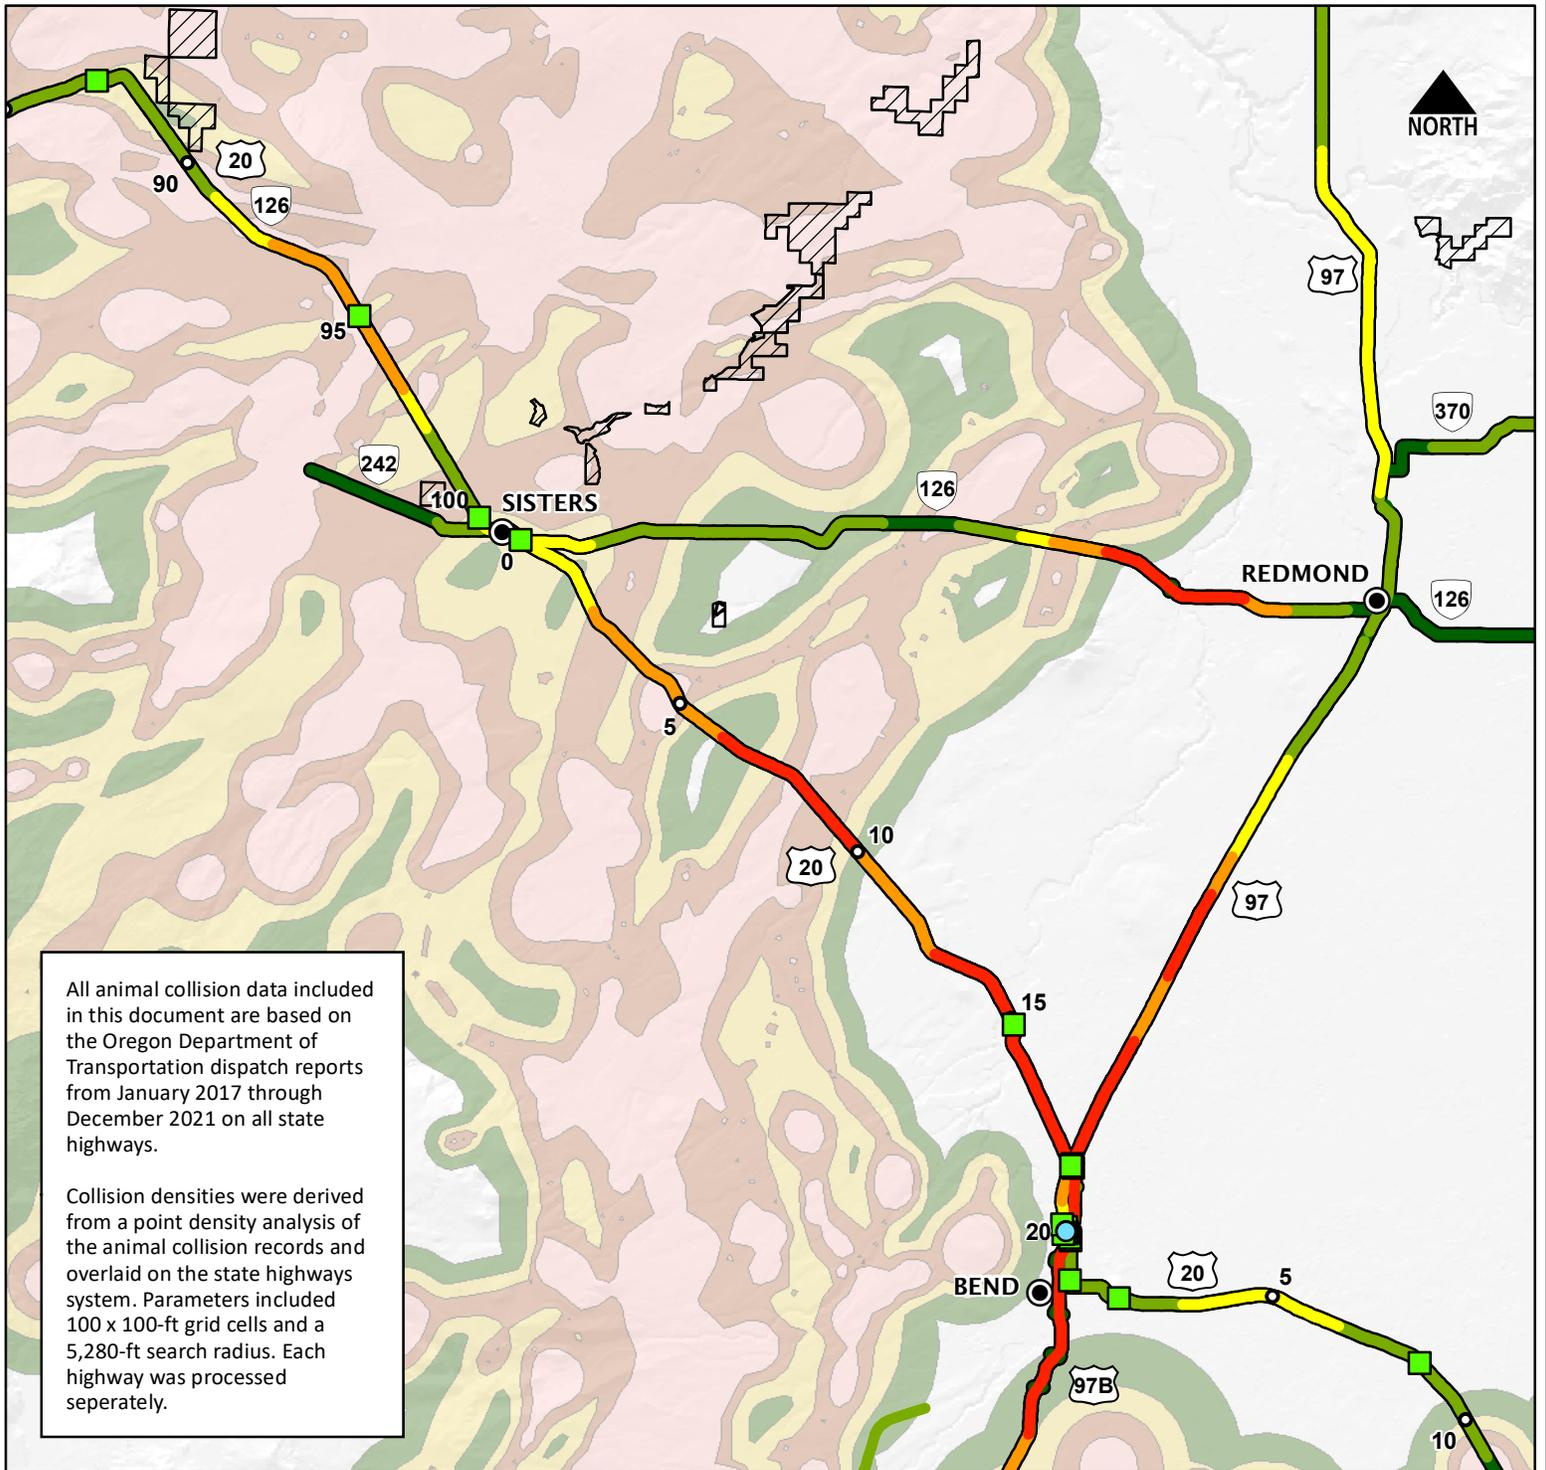 NORTH
20
90
126
97
95
370
242
100
SISTERS
126
0
REDMOND
126
5
10
20
97
15
All animal collision data included
in this document are based on
the Oregon Department of
Transportation dispatch reports
from January 2017 through
December 2021 on all state
highways.
Collision densities were derived
from a point density analysis of
the animal collision records and
overlaid on the state highways
system. Parameters included
100 x 100-ft grid cells and a
5,280-ft search radius. Each
highway was processed
seperately.
20
20
5
BEND
97B
10